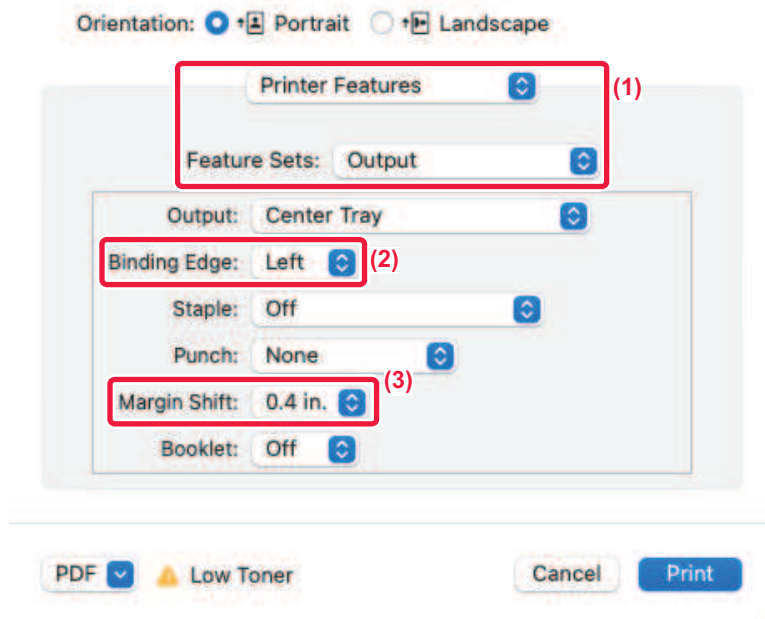 Orientation: Portrait Landscape
Printer Features
(1)
Feature Sets: Output
Output: Center Tray
Binding Edge: Left (2)
Staple: Off
Punch: None
(3)
Margin Shift: 0.4 in.
Booklet: Off
PDF Low Toner Cancel Print